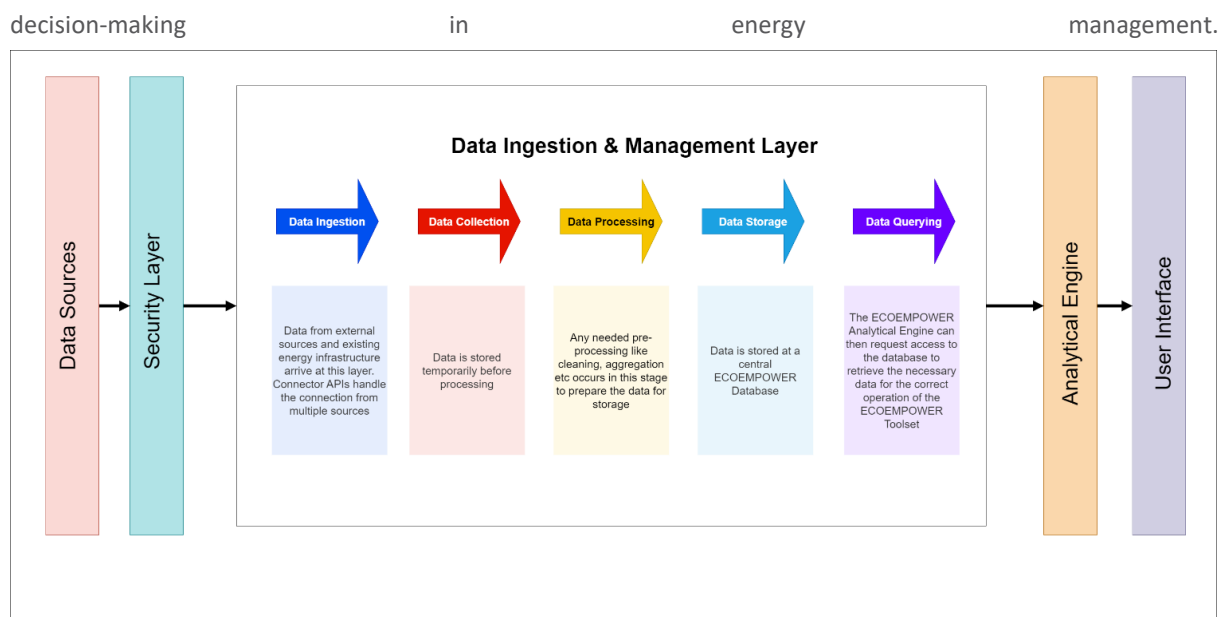 decision-making in energy management.
Data Sources
Security Layer
Data Ingestion & Management Layer
Data Ingestion
Data Collection
Data Processing
Data Storage
Data Querying
Data from external
sources and existing
energy infrastructure
arrive at this layer.
Connector APIs handle
the connection from
multiple sources
Data is stored
temporarily before
processing
Any needed pre-
processing like
cleaning, aggregation
etc occurs in this stage
to prepare the data for
storage
Data is stored at a
central
ECOEMPOWER
Database
The ECOEMPOWER
Analytical Engine can
then request access to
the database to
retrieve the necessary
data for the correct
operation of the
ECOEMPOWER
Toolset
Analytical Engine
User Interface